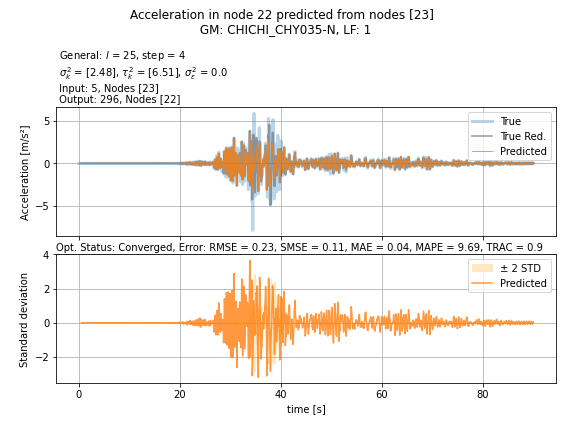 Acceleration in node 22 predicted from nodes [23]
GM: CHICHI_CHY035-N, LF: 1
General: l = 25, step = 4
σ²ₖ = [2.48], τ²ₖ = [6.51], σ²ε = 0.0
Input: 5, Nodes [23]
Output: 296, Nodes [22]
Acceleration [m/s²]
5
0
−5
True
True Red.
Predicted
Opt. Status: Converged, Error: RMSE = 0.23, SMSE = 0.11, MAE = 0.04, MAPE = 9.69, TRAC = 0.9
Standard deviation
4
2
0
−2
± 2 STD
Predicted
0 20 40 60 80
time [s]